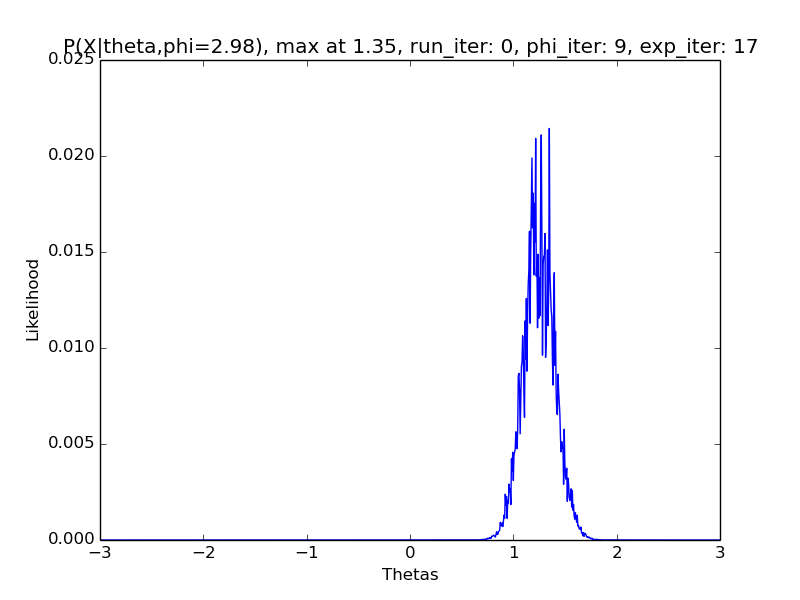 P(X|theta,phi=2.98), max at 1.35, run_iter: 0, phi_iter: 9, exp_iter: 17
0.025
0.020
0.015
0.010
0.005
0.000
Likelihood
−3 −2 −1 0 1 2 3
Thetas